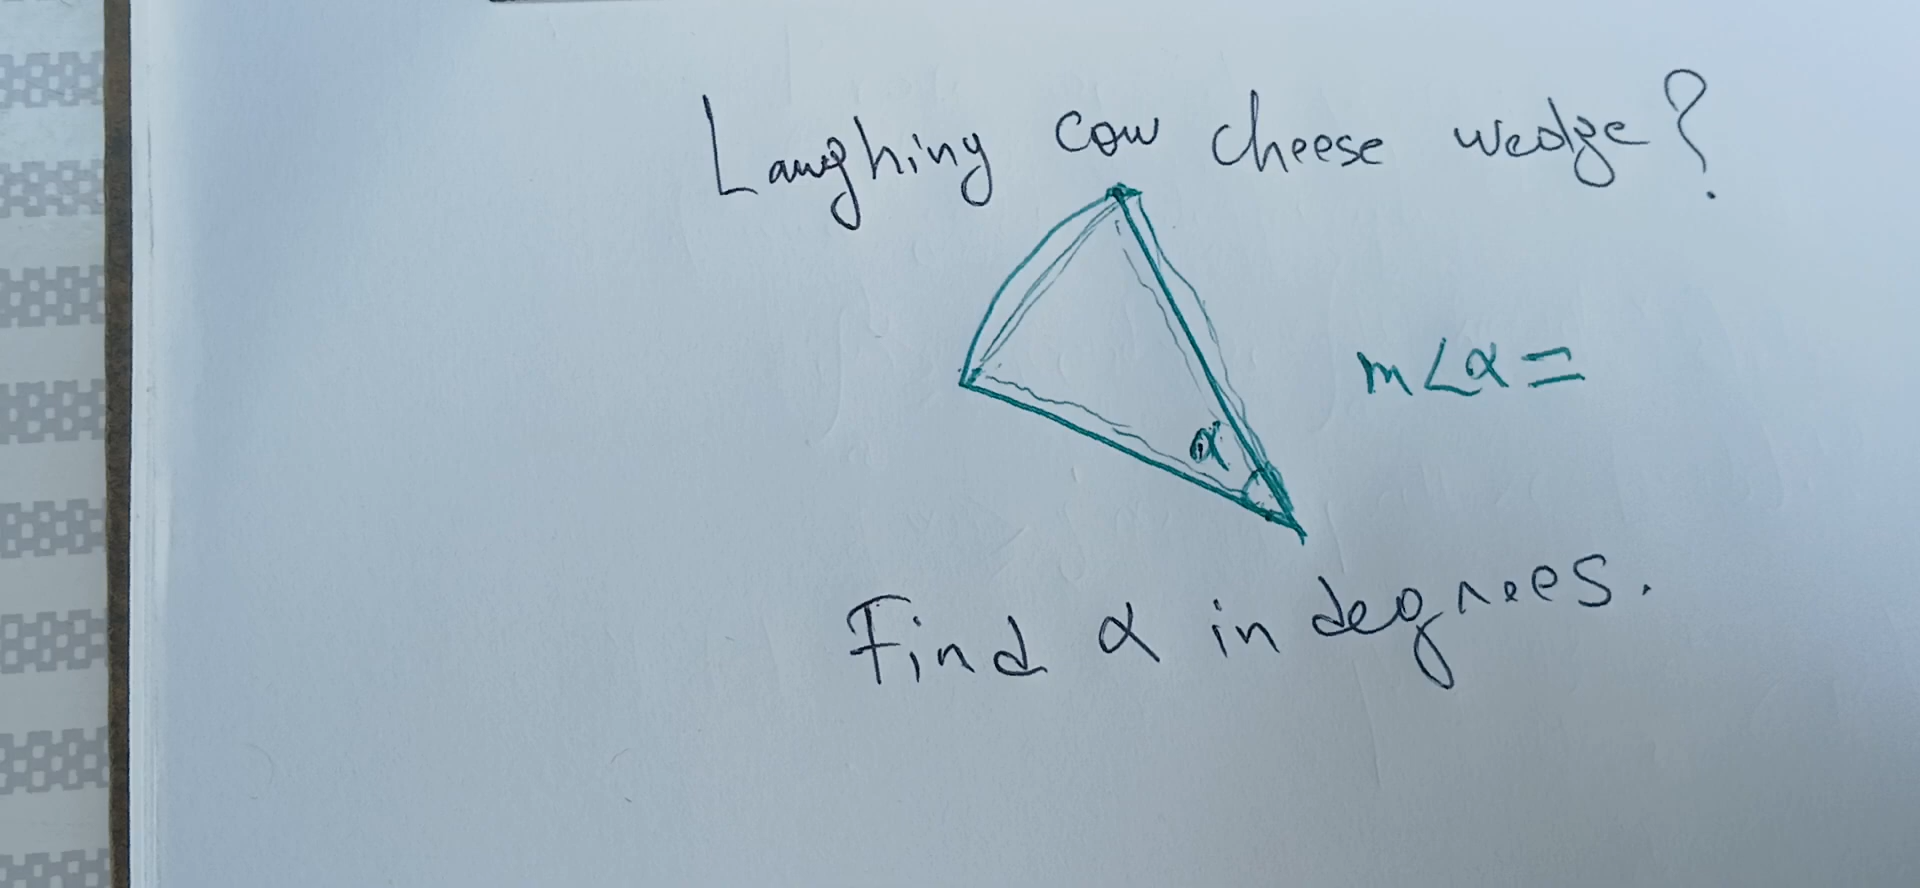 Laughing cow cheese wedge?
α
m∠α =
Find α in degrees.